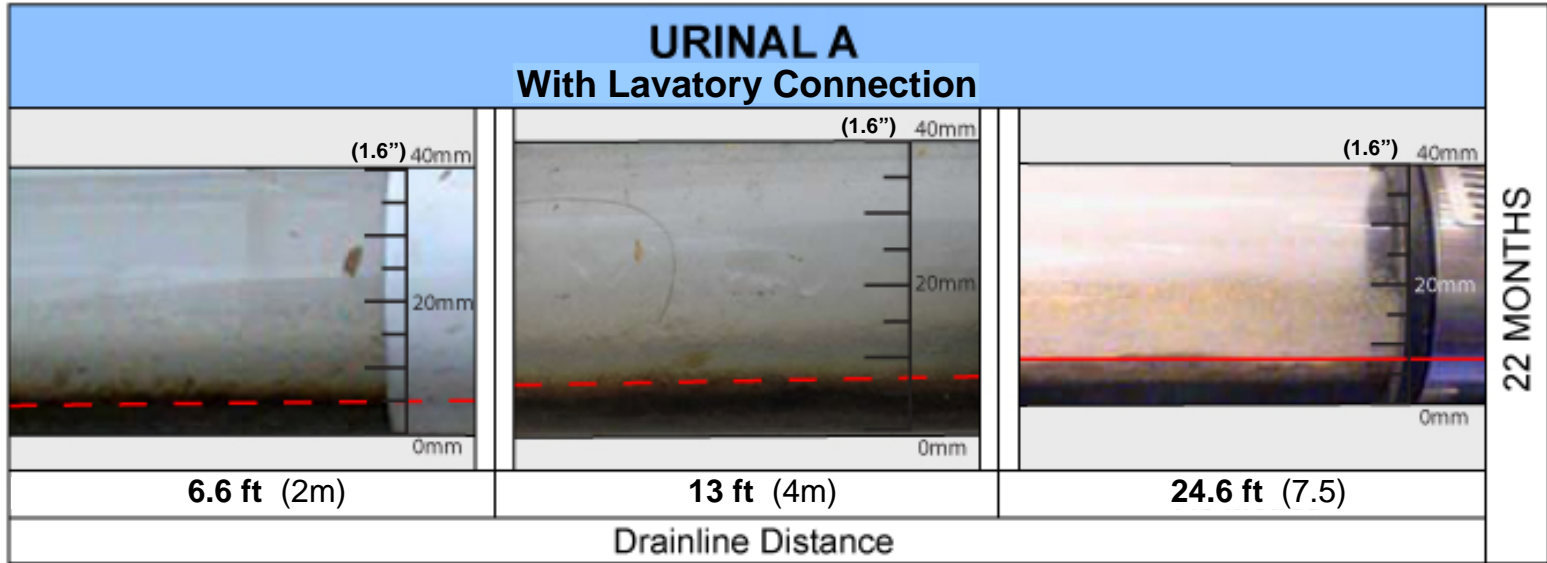 URINAL A
With Lavatory Connection
(1.6”) 40mm
20mm
0mm
(1.6”) 40mm
20mm
0mm
(1.6”) 40mm
20mm
0mm
6.6 ft (2m)
13 ft (4m)
24.6 ft (7.5)
Drainline Distance
22 MONTHS